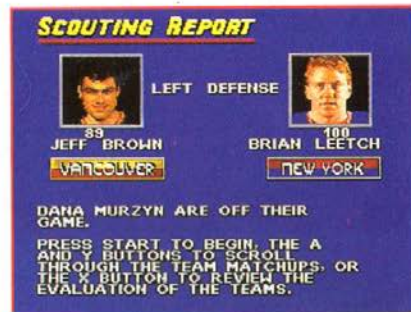 SCOUTING REPORT
LEFT DEFENSE
89 100
JEFF BROWN BRIAN LEETCH
VANCOUVER NEW YORK
DANA MURZYN ARE OFF THEIR
GAME.
PRESS START TO BEGIN, THE A
AND Y BUTTONS TO SCROLL
THROUGH THE TEAM MATCHUPS, OR
THE X BUTTON TO REVIEW THE
EVALUATION OF THE TEAMS.